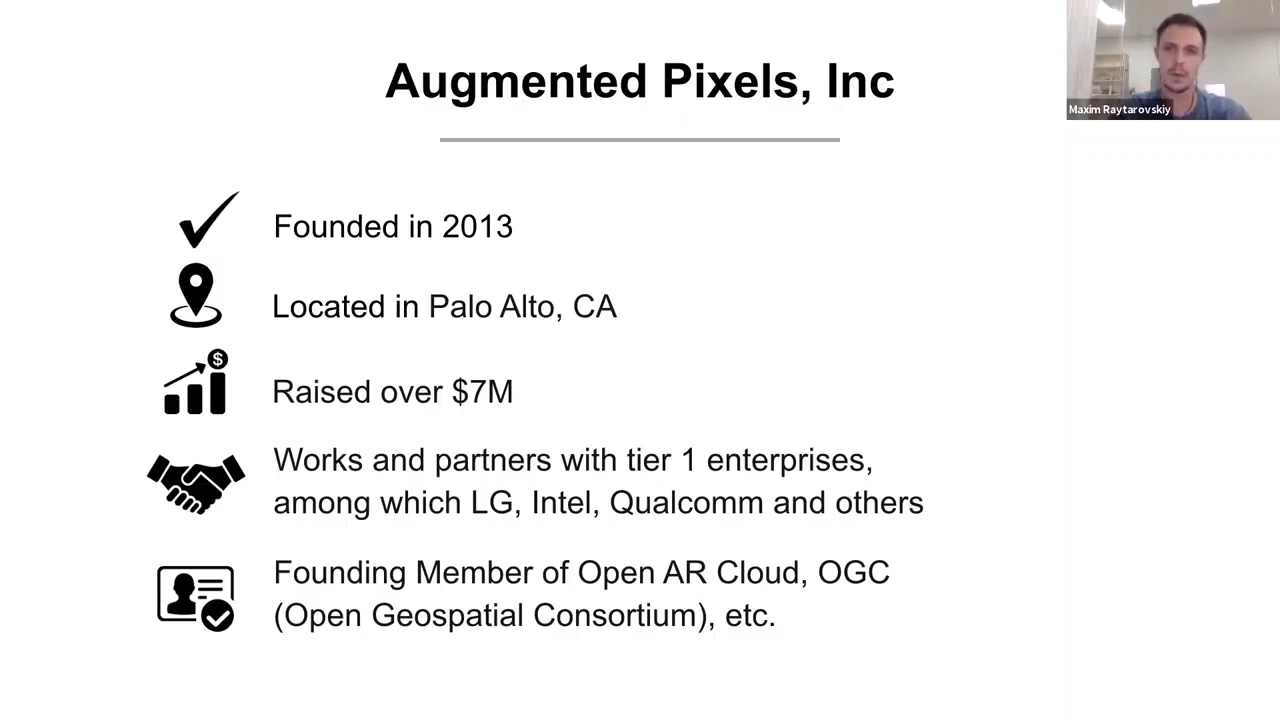 Augmented Pixels, Inc
Maxim Raytarovskiy
Founded in 2013
Located in Palo Alto, CA
$
Raised over $7M
Works and partners with tier 1 enterprises,
among which LG, Intel, Qualcomm and others
Founding Member of Open AR Cloud, OGC
(Open Geospatial Consortium), etc.